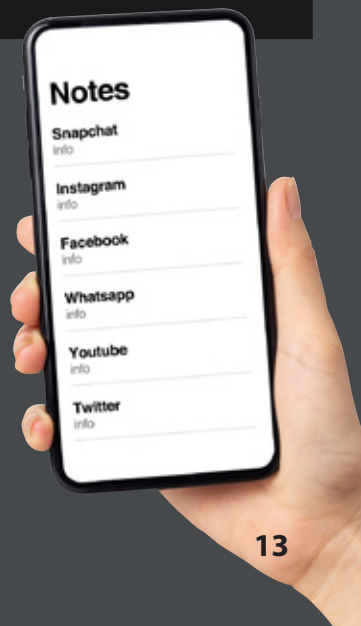 Notes
Snapchat
info
Instagram
info
Facebook
info
Whatsapp
info
Youtube
info
Twitter
info
13